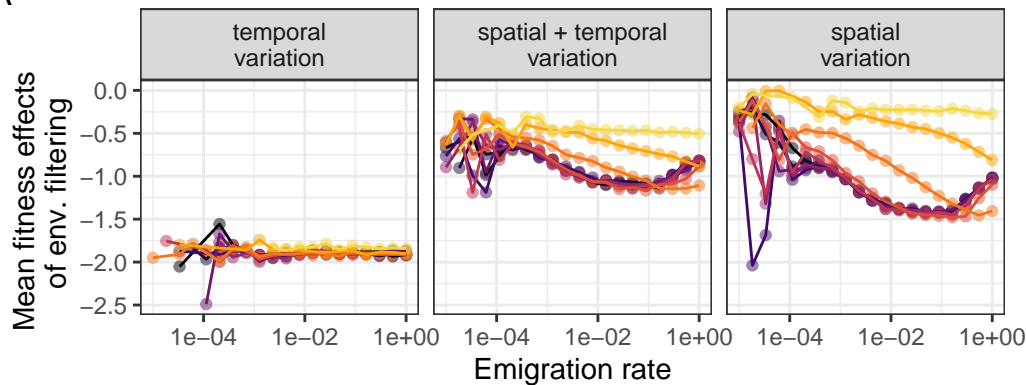 temporal
variation
spatial + temporal
variation
spatial
variation
Mean fitness effects
of env. filtering
0.0
−0.5
−1.0
−1.5
−2.0
−2.5
1e−04 1e−02 1e+00
1e−04 1e−02 1e+00
1e−04 1e−02 1e+00
Emigration rate